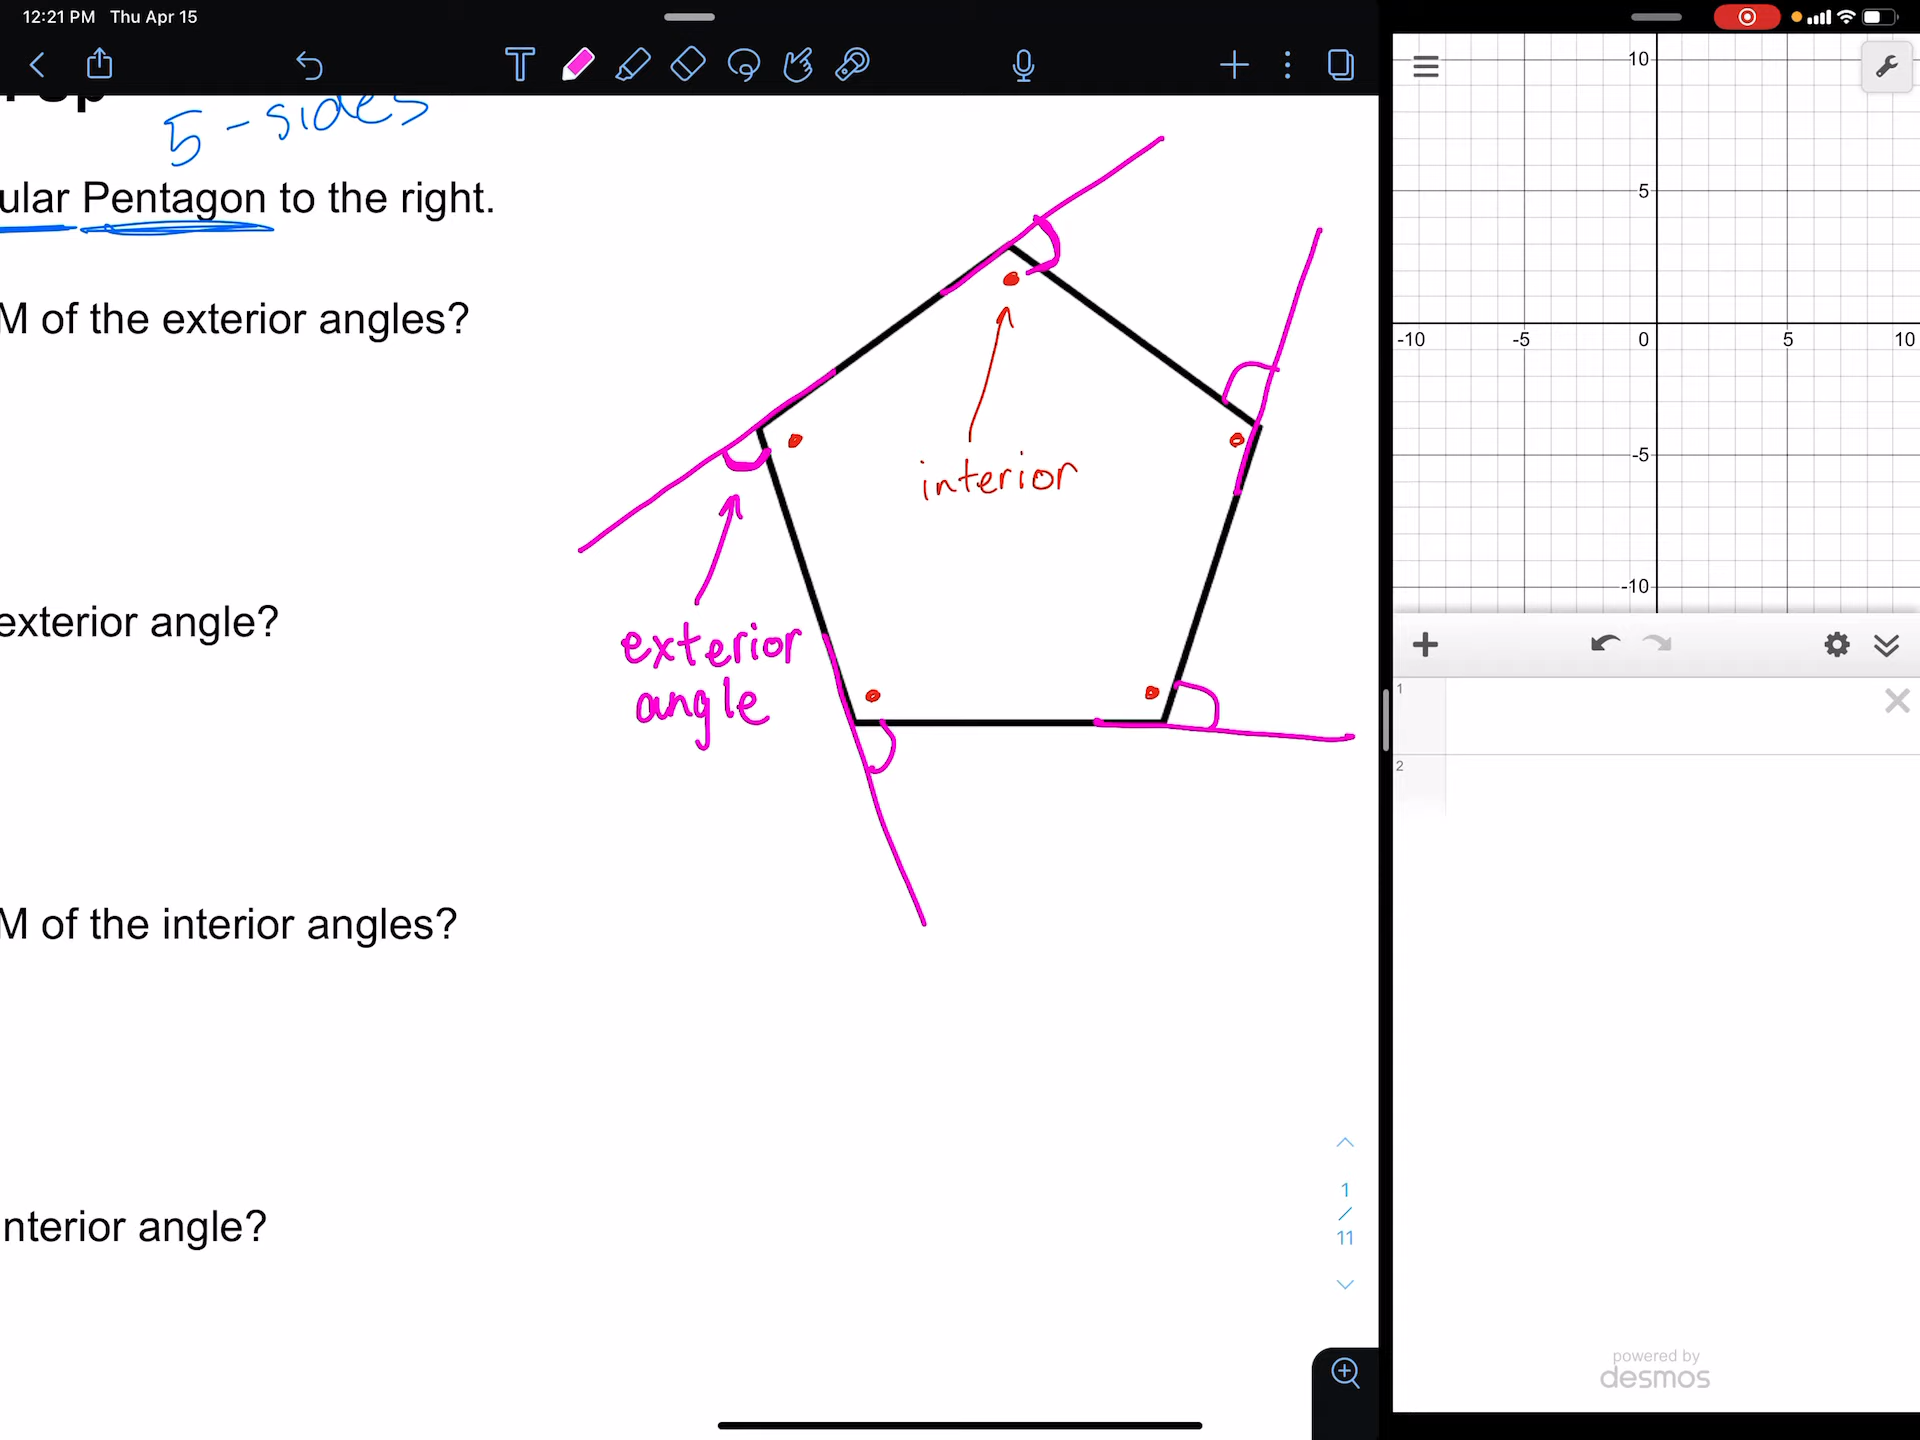 12:21 PM Thu Apr 15
5-sides
ular Pentagon to the right.
M of the exterior angles?
interior
exterior angle?
exterior
angle
M of the interior angles?
nterior angle?
1
/
11
10
5
-10 -5 0 5 10
-5
-10
1
2
powered by
desmos